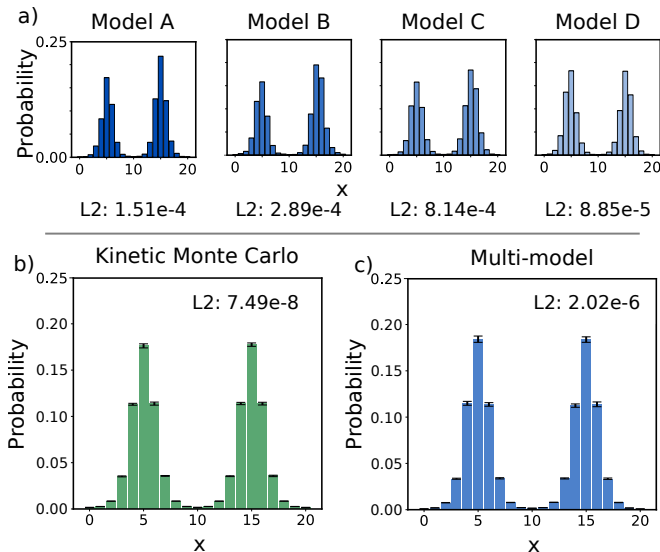 a)
Model A
Model B
Model C
Model D
Probability
0.25
0.00
0 10 20
0 10 20
0 10 20
0 10 20
x
L2: 1.51e-4
L2: 2.89e-4
L2: 8.14e-4
L2: 8.85e-5
b)
Kinetic Monte Carlo
L2: 7.49e-8
Probability
0.25
0.20
0.15
0.10
0.05
0.00
0 5 10 15 20
x
c)
Multi-model
L2: 2.02e-6
Probability
0.25
0.20
0.15
0.10
0.05
0.00
0 5 10 15 20
x